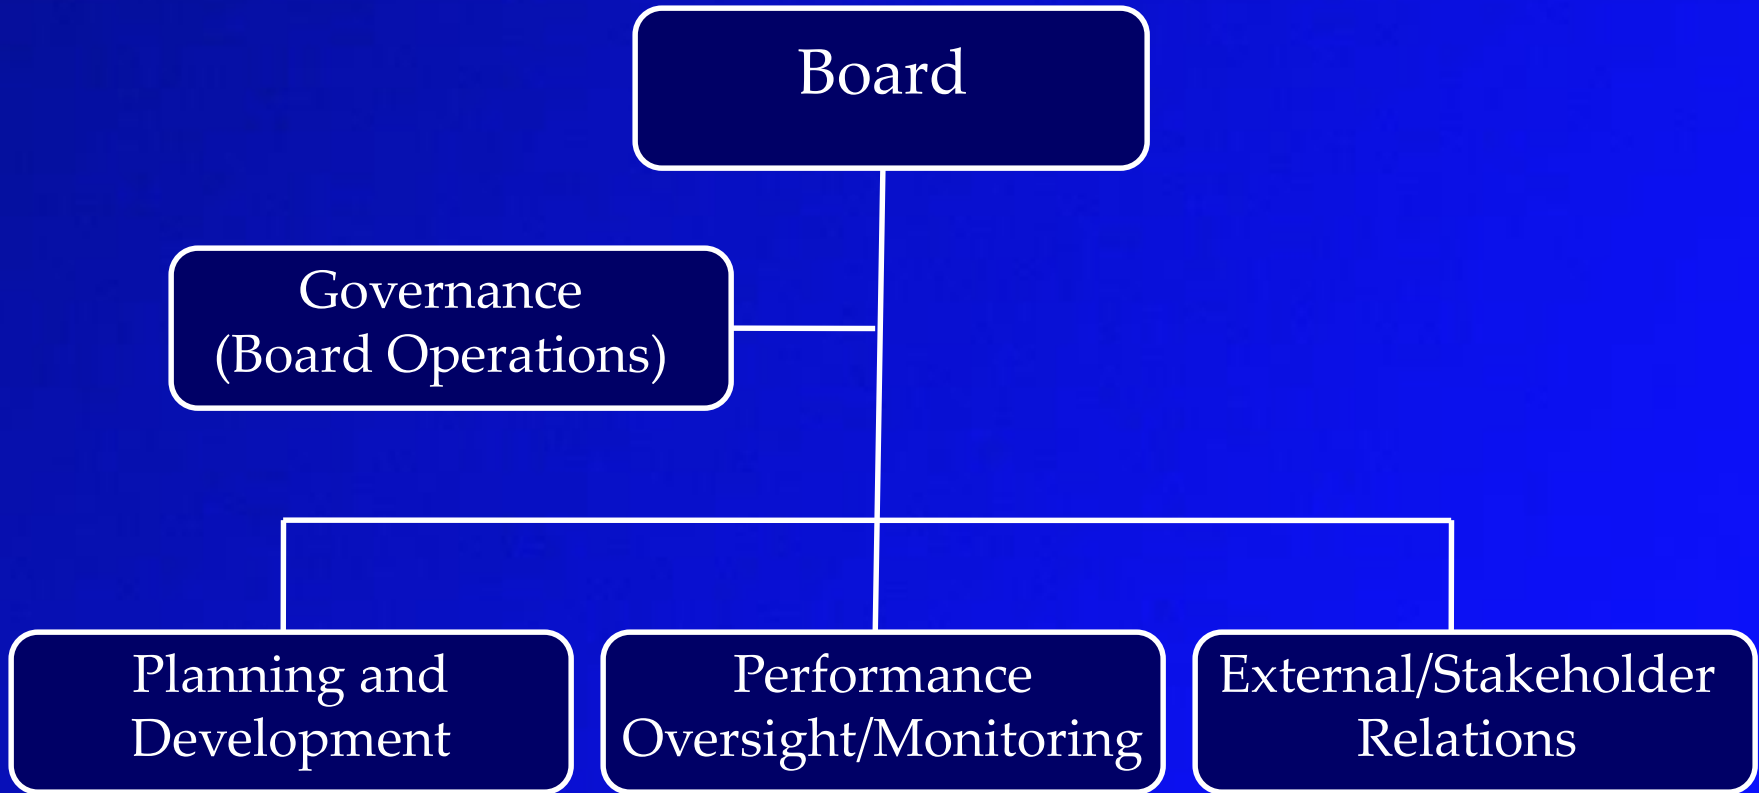 Board
Governance
(Board Operations)
Planning and
Development
Performance
Oversight/Monitoring
External/Stakeholder
Relations